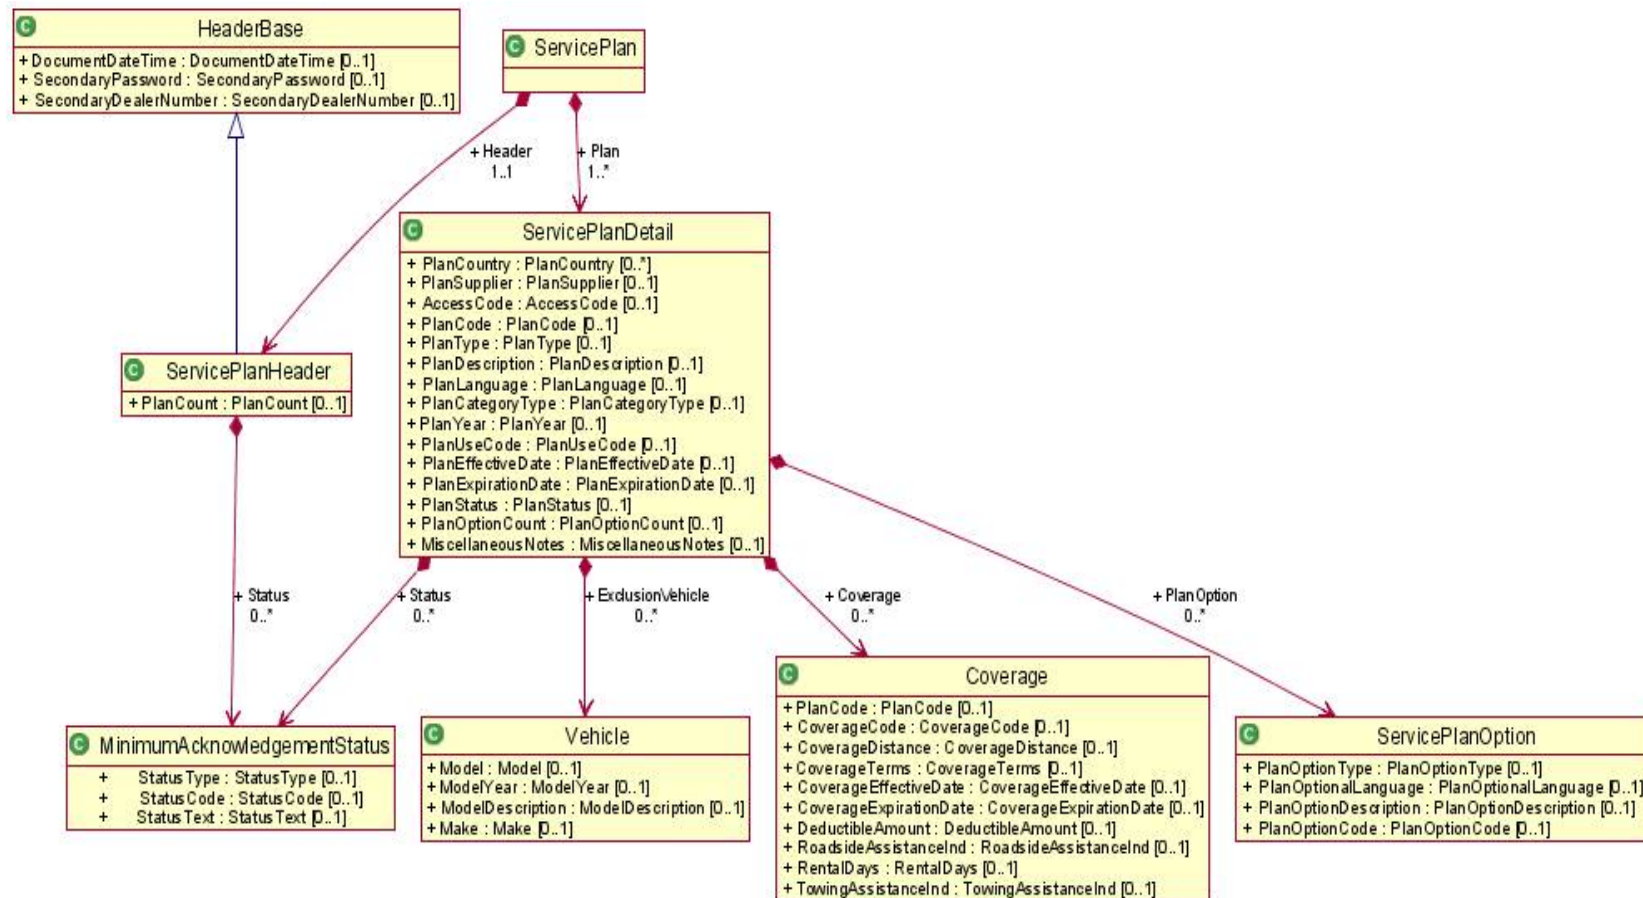 C HeaderBase
+ DocumentDateTime : DocumentDateTime [0..1]
+ SecondaryPassword : SecondaryPassword [0..1]
+ SecondaryDealerNumber : SecondaryDealerNumber [0..1]
C ServicePlan
+ Header
1..1
+ Plan
1..*
C ServicePlanDetail
+ PlanCountry : PlanCountry [0..*]
+ PlanSupplier : PlanSupplier [0..1]
+ AccessCode : AccessCode [0..1]
+ PlanCode : PlanCode [0..1]
+ PlanType : PlanType [0..1]
+ PlanDescription : PlanDescription [0..1]
+ PlanLanguage : PlanLanguage [0..1]
+ PlanCategoryType : PlanCategoryType [0..1]
+ PlanYear : PlanYear [0..1]
+ PlanUseCode : PlanUseCode [0..1]
+ PlanEffectiveDate : PlanEffectiveDate [0..1]
+ PlanExpirationDate : PlanExpirationDate [0..1]
+ PlanStatus : PlanStatus [0..1]
+ PlanOptionCount : PlanOptionCount [0..1]
+ MiscellaneousNotes : MiscellaneousNotes [0..1]
C ServicePlanHeader
+ PlanCount : PlanCount [0..1]
+ Status
0..*
+ Status
0..*
+ ExclusionVehicle
0..*
+ Coverage
0..*
+ PlanOption
0..*
C MinimumAcknowledgementStatus
+ StatusType : StatusType [0..1]
+ StatusCode : StatusCode [0..1]
+ StatusText : StatusText [0..1]
C Vehicle
+ Model : Model [0..1]
+ ModelYear : ModelYear [0..1]
+ ModelDescription : ModelDescription [0..1]
+ Make : Make [0..1]
C Coverage
+ PlanCode : PlanCode [0..1]
+ CoverageCode : CoverageCode [0..1]
+ CoverageDistance : CoverageDistance [0..1]
+ CoverageTerms : CoverageTerms [0..1]
+ CoverageEffectiveDate : CoverageEffectiveDate [0..1]
+ CoverageExpirationDate : CoverageExpirationDate [0..1]
+ DeductibleAmount : DeductibleAmount [0..1]
+ RoadsideAssistanceInd : RoadsideAssistanceInd [0..1]
+ RentalDays : RentalDays [0..1]
+ TowingAssistanceInd : TowingAssistanceInd [0..1]
C ServicePlanOption
+ PlanOptionType : PlanOptionType [0..1]
+ PlanOptionalLanguage : PlanOptionalLanguage [0..1]
+ PlanOptionDescription : PlanOptionDescription [0..1]
+ PlanOptionCode : PlanOptionCode [0..1]